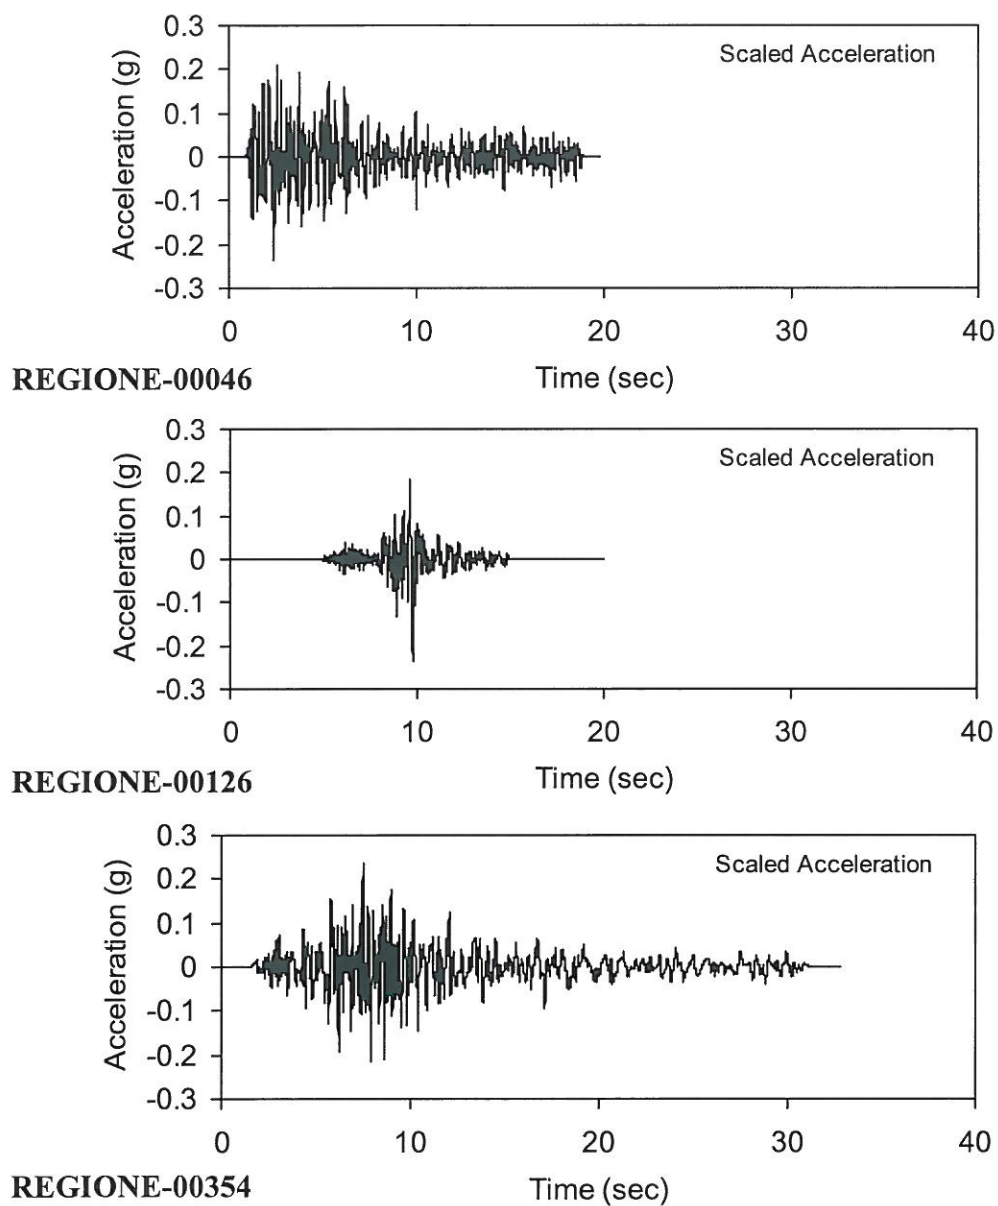 0.3
Scaled Acceleration
0.2
0.1
0
-0.1
-0.2
-0.3
Acceleration (g)
0 10 20 30 40
Time (sec)
REGIONE-00046
0.3
Scaled Acceleration
0.2
0.1
0
-0.1
-0.2
-0.3
Acceleration (g)
0 10 20 30 40
Time (sec)
REGIONE-00126
0.3
Scaled Acceleration
0.2
0.1
0
-0.1
-0.2
-0.3
Acceleration (g)
0 10 20 30 40
Time (sec)
REGIONE-00354